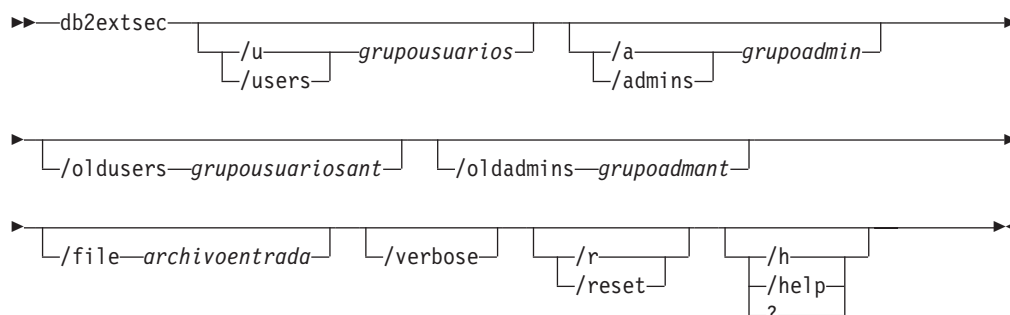 db2extsec /u grupousuarios /a grupoadmin
/users /admins
/oldusers grupousuariosant /oldadmins grupoadmant
/file archivoentrada /verbose /r /h
/reset /help
?